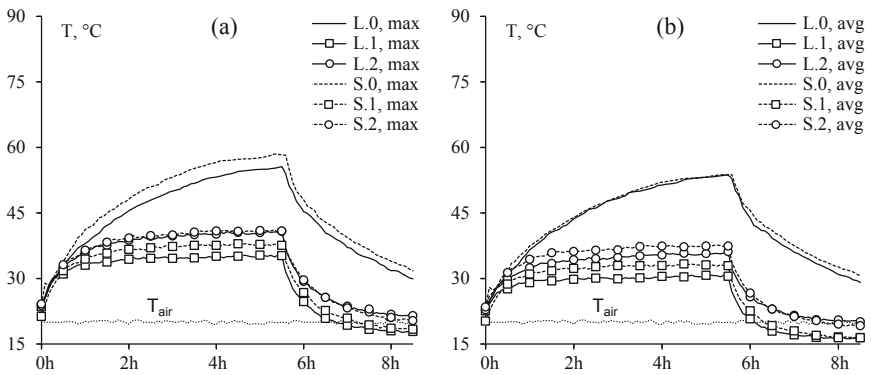 90
T, °C
(a)
L.0, max
L.1, max
L.2, max
S.0, max
S.1, max
S.2, max
75
60
45
30
15
T air
0h 2h 4h 6h 8h
90
T, °C
(b)
L.0, avg
L.1, avg
L.2, avg
S.0, avg
S.1, avg
S.2, avg
75
60
45
30
15
T air
0h 2h 4h 6h 8h